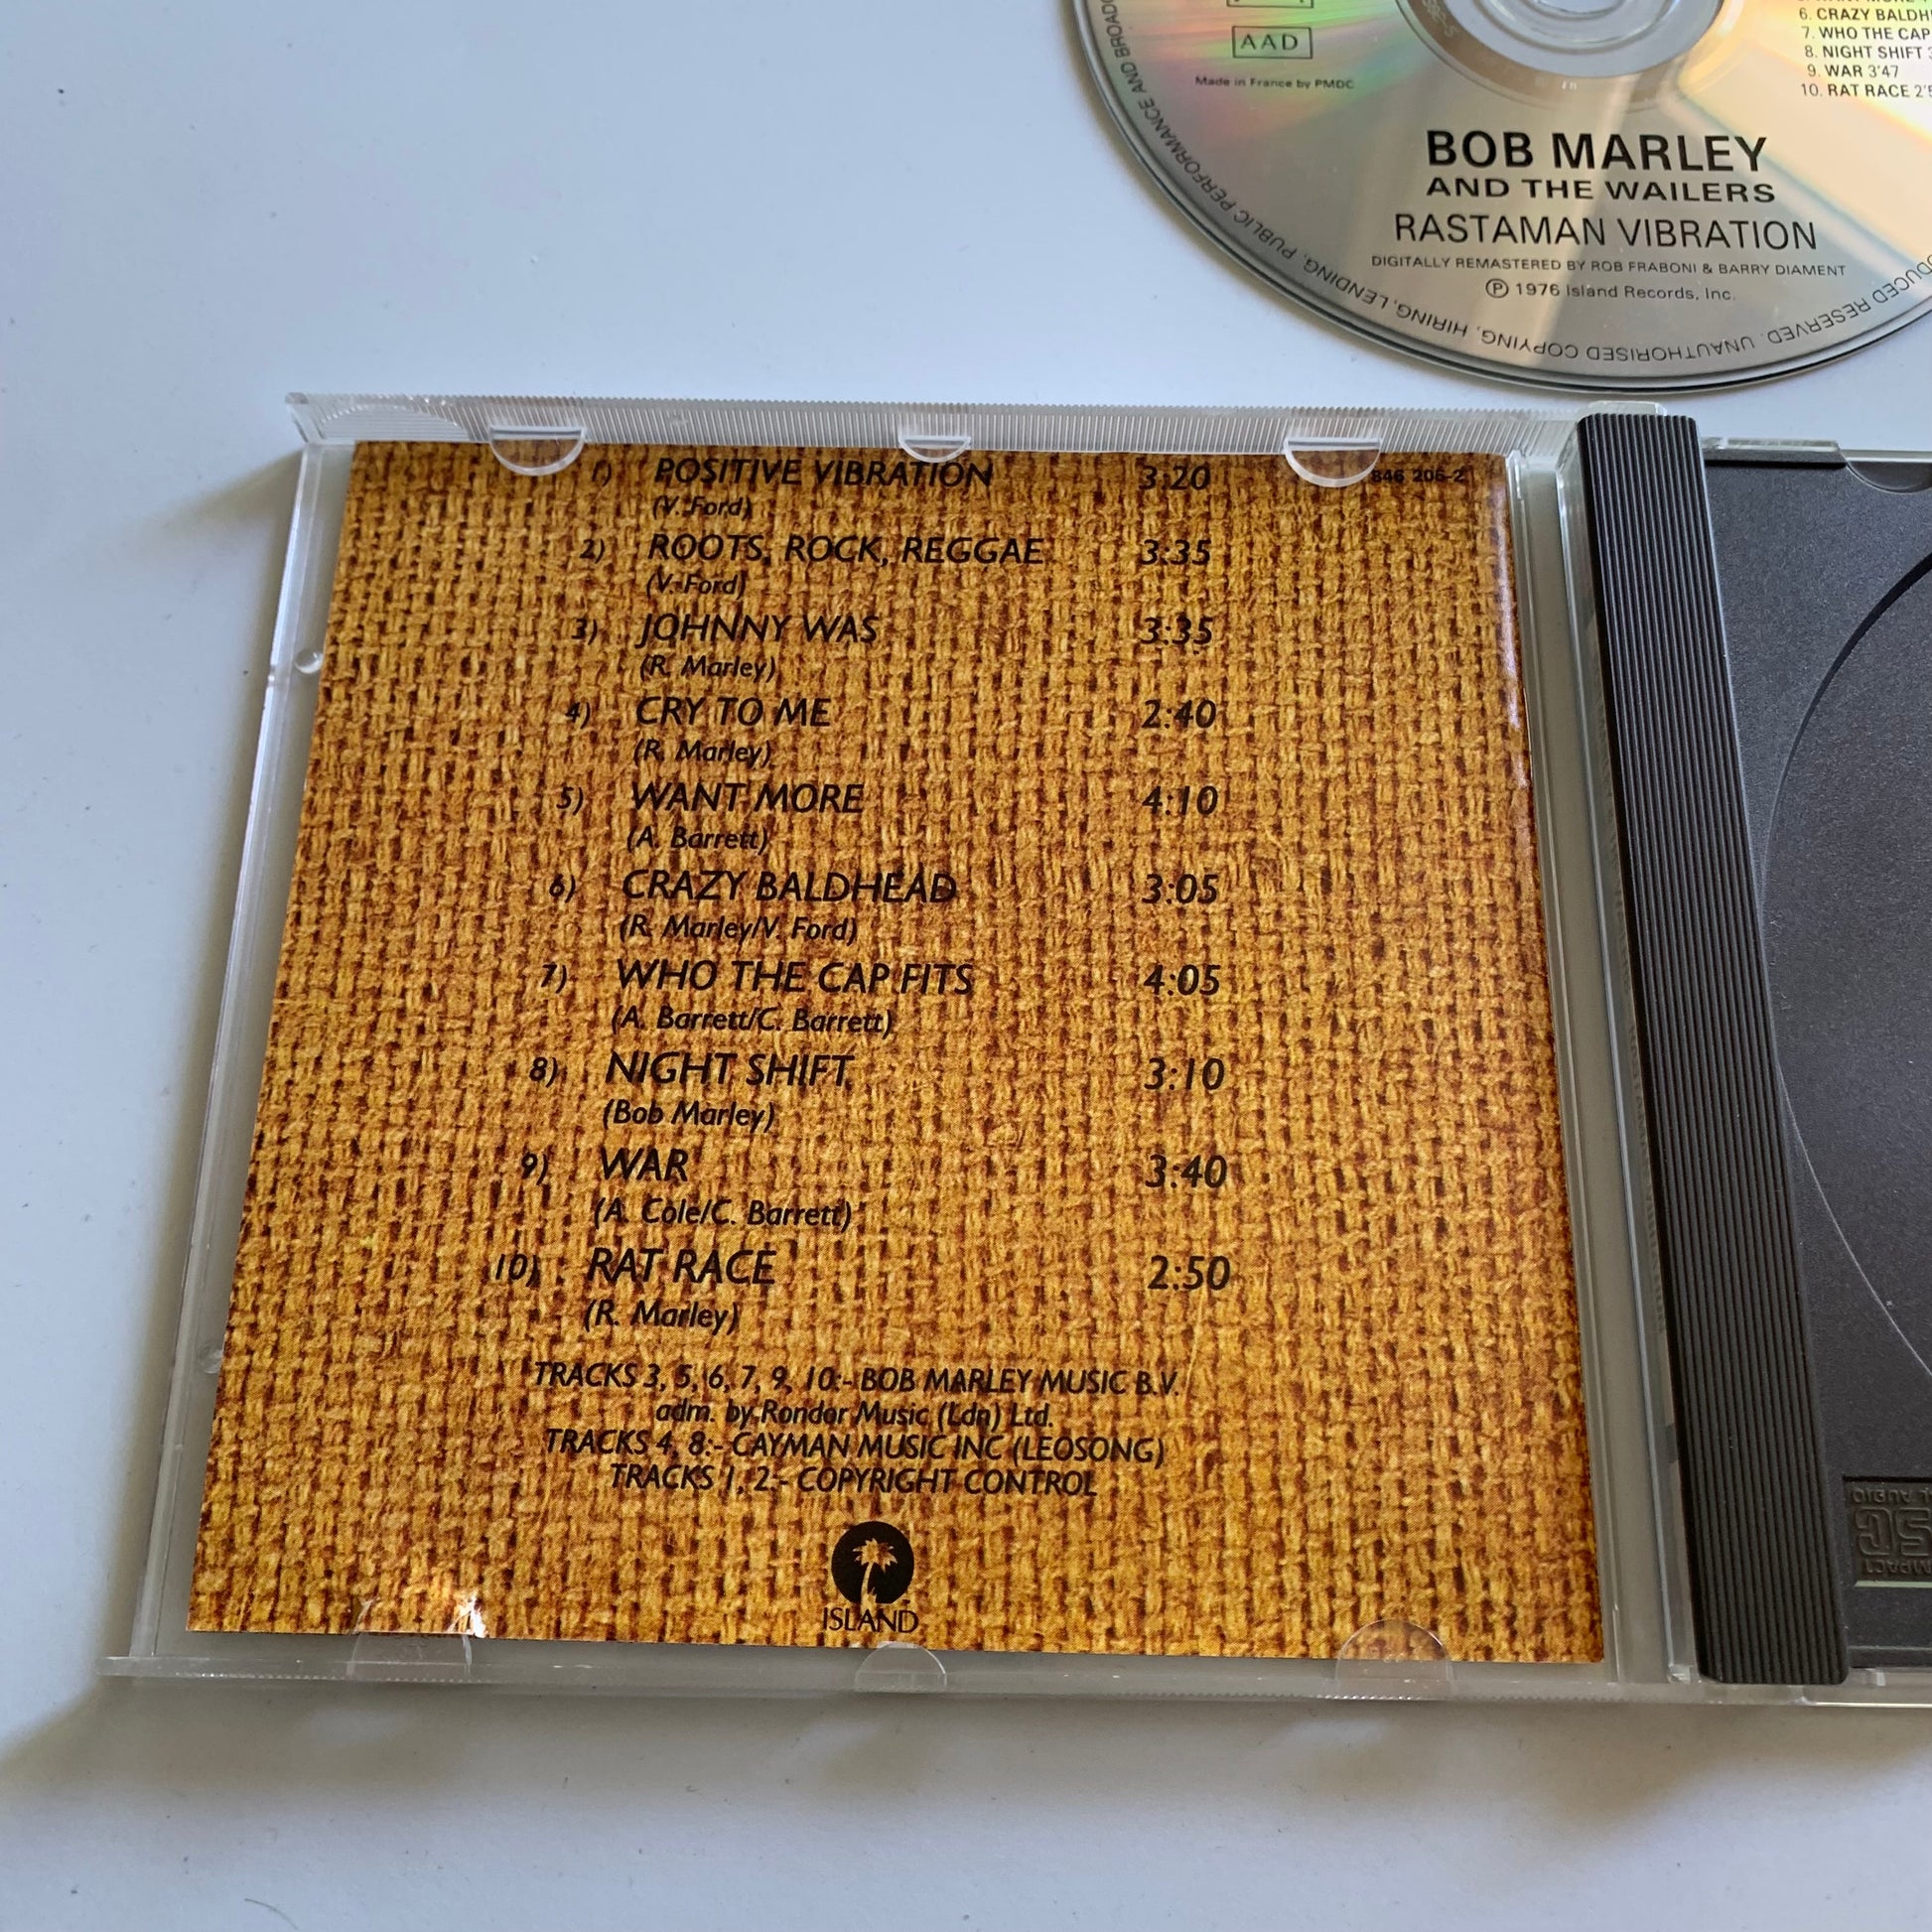 AAD
Made in France by PMDC
6. CRAZY
7. WHO THE CAP
8. NIGHT SHIFT
9. WAR 3'47
10. RAT RACE
BOB MARLEY
AND THE WAILERS
RASTAMAN VIBRATION
DIGITALLY REMASTERED BY ROB FRABONI & BARRY DIAMENT
Ⓟ 1976 Island Records, Inc.
RESERVED. UNAUTHORISED COPYING, HIRING, LENDING, PUBLIC PERFORMANCE AND
1) POSITIVE VIBRATION 3:20 846 206-2
(V. Ford)
2) ROOTS, ROCK, REGGAE 3:35
(V. Ford)
3) JOHNNY WAS 3:35
(R. Marley)
4) CRY TO ME 2:40
(R. Marley)
5) WANT MORE 4:10
(A. Barrett)
6) CRAZY BALDHEAD 3:05
(R. Marley/V. Ford)
7) WHO THE CAP FITS 4:05
(A. Barrett/C. Barrett)
8) NIGHT SHIFT 3:10
(Bob Marley)
9) WAR 3:40
(A. Cole/C. Barrett)
10) RAT RACE 2:50
(R. Marley)
TRACKS 3, 5, 6, 7, 9, 10:- BOB MARLEY MUSIC B.V.
adm. by Rondor Music (Ldn) Ltd.
TRACKS 4, 8:- CAYMAN MUSIC INC (LEOSONG)
TRACKS 1, 2:- COPYRIGHT CONTROL
ISLAND